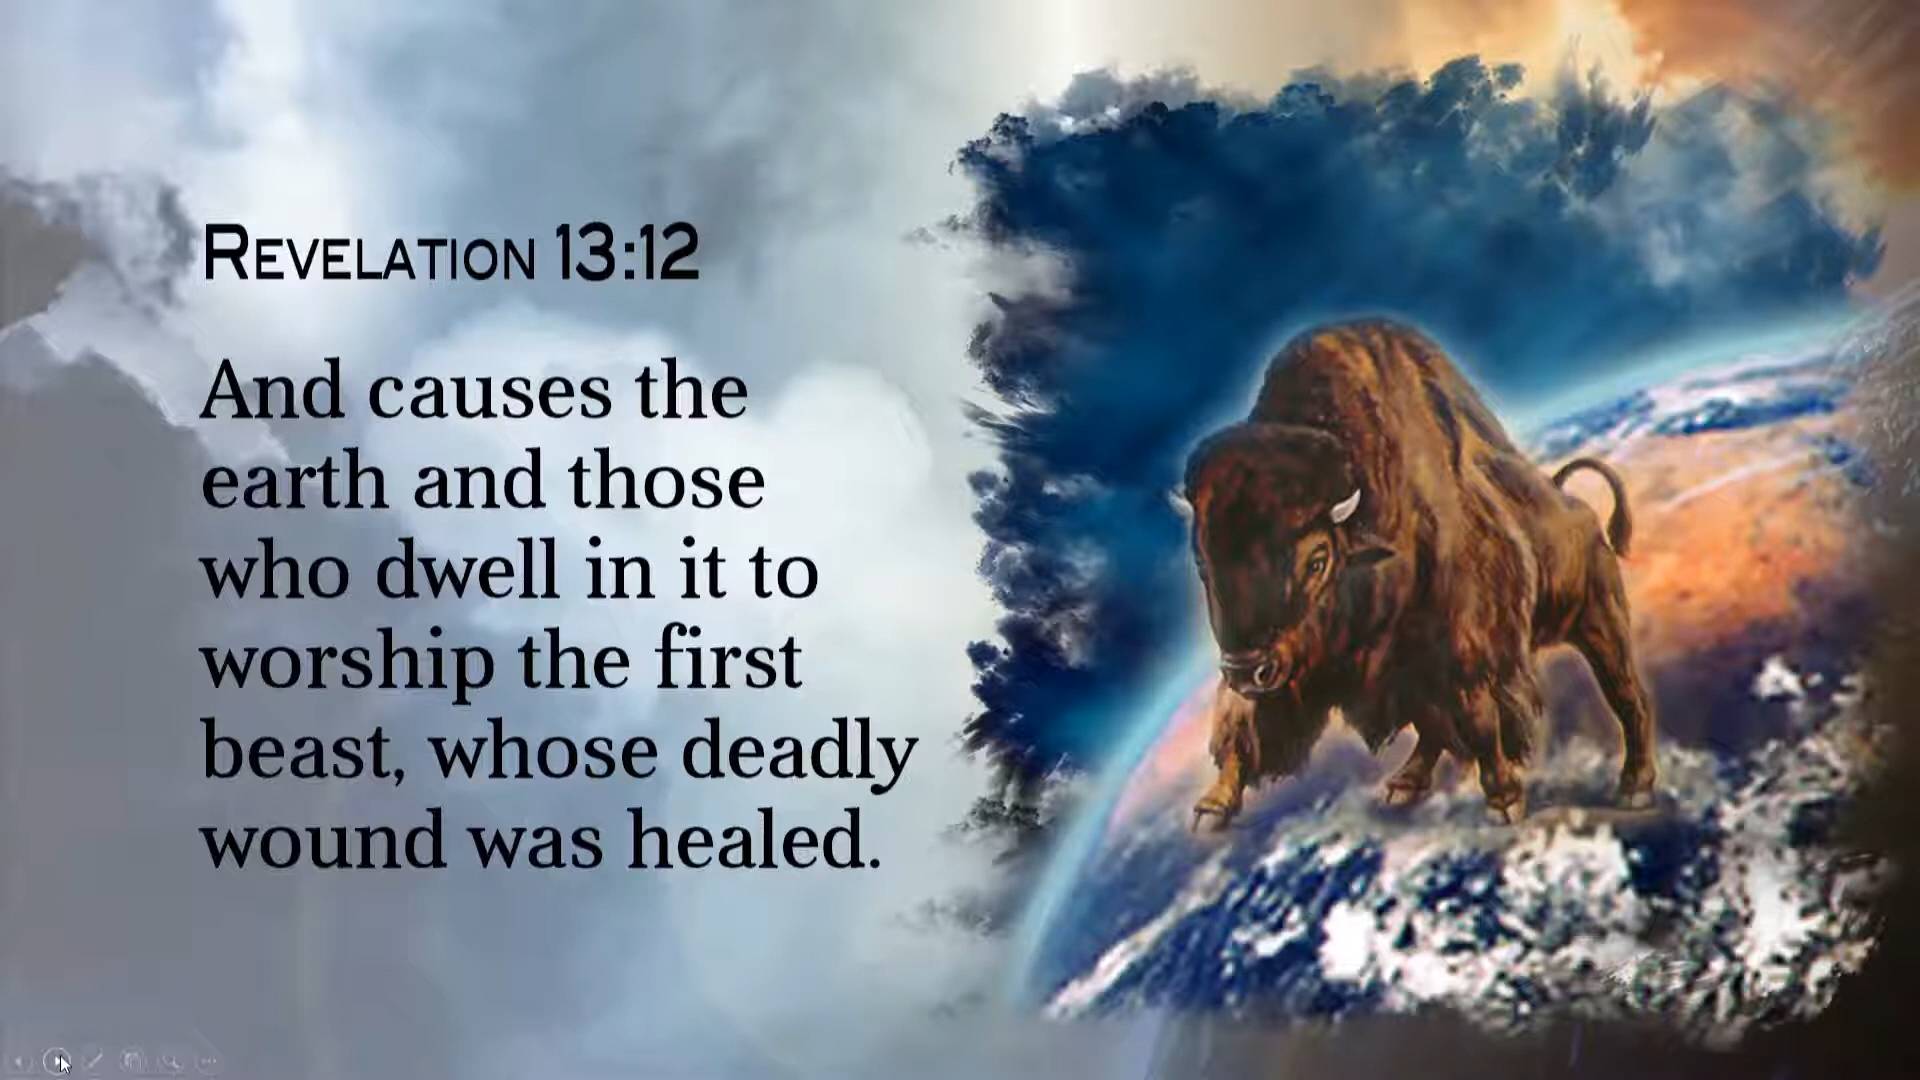 Revelation 13:12
And causes the
earth and those
who dwell in it to
worship the first
beast, whose deadly
wound was healed.